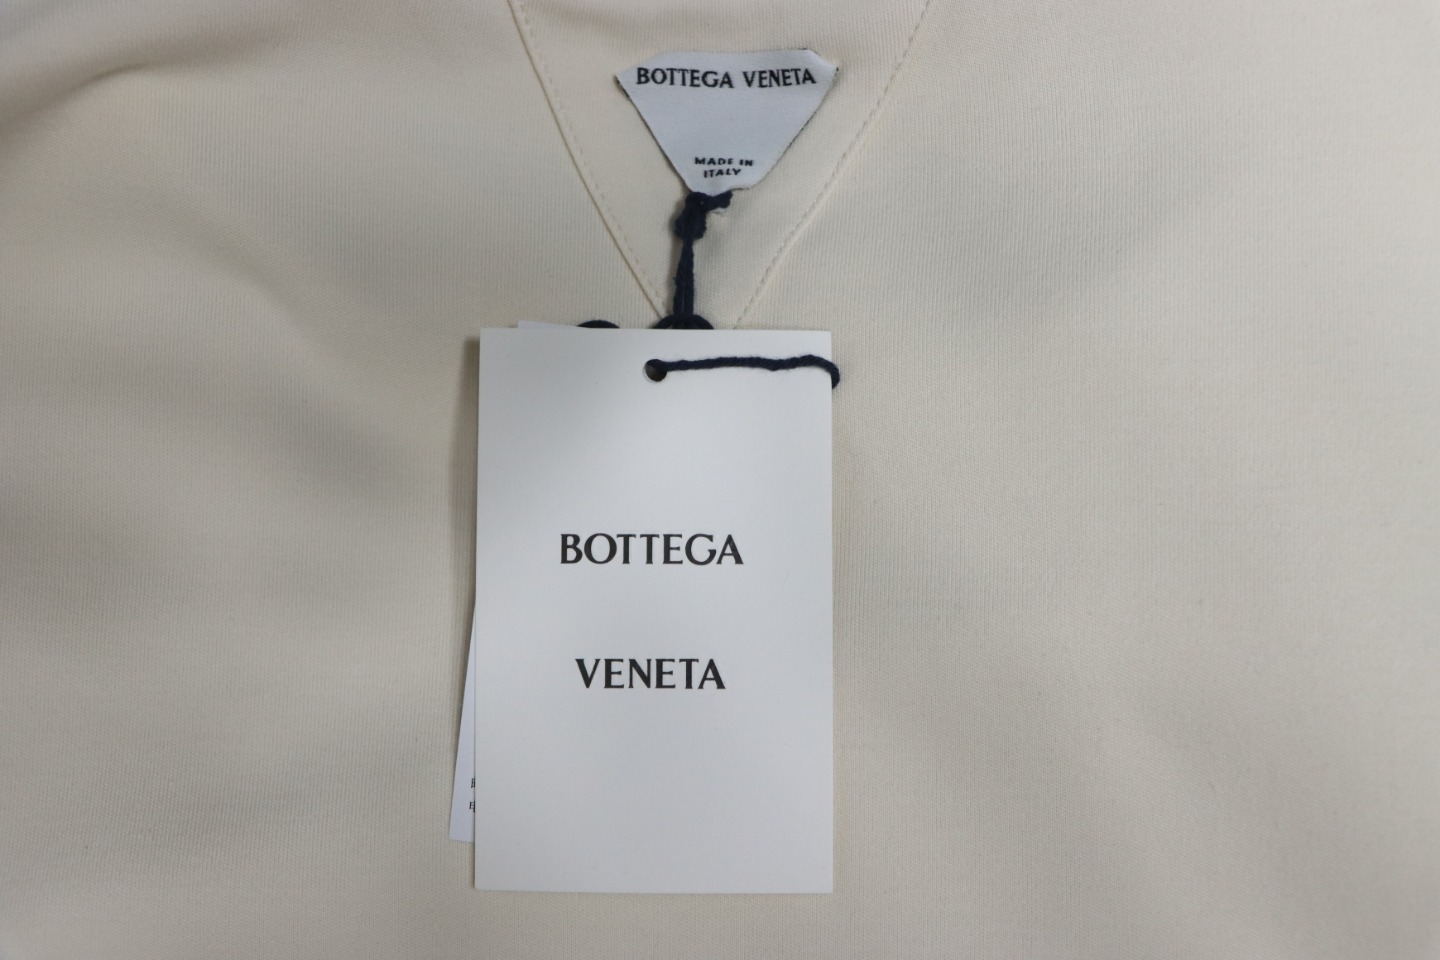 BOTTEGA VENETA
MADE IN
ITALY
BOTTEGA
VENETA